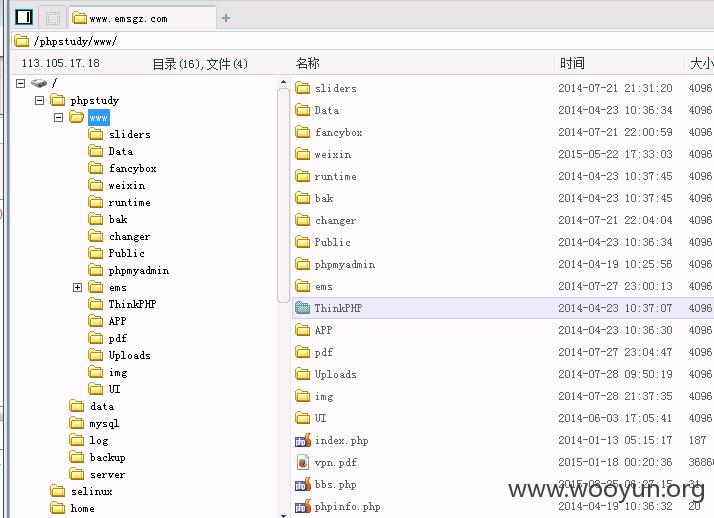 www.emsgz.com
/phpstudy/www/
113.105.17.18 目录(16),文件(4) 名称 时间 大小
/
phpstudy
www
sliders
Data
fancybox
weixin
runtime
bak
changer
Public
phpmyadmin
ems
ThinkPHP
APP
pdf
Uploads
img
UI
data
mysql
log
backup
server
selinux
home
sliders 2014-07-21 21:31:20 4096
Data 2014-04-23 10:36:34 4096
fancybox 2014-07-21 22:00:59 4096
weixin 2015-05-22 17:33:03 4096
runtime 2014-04-23 10:37:45 4096
bak 2014-04-23 10:37:45 4096
changer 2014-07-21 22:04:04 4096
Public 2014-04-23 10:36:34 4096
phpmyadmin 2014-04-19 10:25:56 4096
ems 2014-07-27 23:00:13 4096
ThinkPHP 2014-04-23 10:37:07 4096
APP 2014-04-23 10:36:30 4096
pdf 2014-07-27 23:04:47 4096
Uploads 2014-07-28 09:50:19 4096
img 2014-07-28 21:37:35 4096
UI 2014-06-03 17:05:41 4096
index.php 2014-01-13 05:15:17 187
vpn.pdf 2015-01-18 00:20:36 3686
bbs.php 2015-08-25 06:27:15 31
phpinfo.php 2014-04-19 10:36:32 20
www.wooyun.org